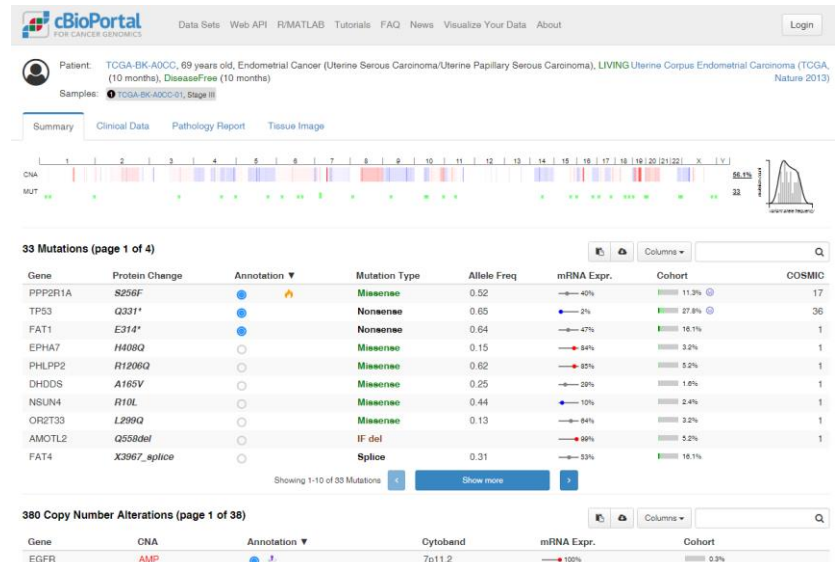 cBioPortal
FOR CANCER GENOMICS
Data Sets Web API R/MATLAB Tutorials FAQ News Visualize Your Data About
Login
Patient: TCGA-BK-A0CC, 69 years old, Endometrial Cancer (Uterine Serous Carcinoma/Uterine Papillary Serous Carcinoma), LIVING Uterine Corpus Endometrial Carcinoma (TCGA,
(10 months), DiseaseFree (10 months) Nature 2013)
Samples: 1 TCGA-BK-A0CC-01, Stage III
Summary Clinical Data Pathology Report Tissue Image
1 2 3 4 5 6 7 8 9 10 11 12 13 14 15 16 17 18 19 20 21 22 X Y
CNA 56.1%
MUT 33
variant allele frequency
33 Mutations (page 1 of 4)
Columns
Gene Protein Change Annotation ▼ Mutation Type Allele Freq mRNA Expr. Cohort COSMIC
PPP2R1A S256F Missense 0.52 40% 11.3% 17
TP53 Q331* Nonsense 0.65 2% 27.8% 36
FAT1 E314* Nonsense 0.64 47% 16.1% 1
EPHA7 H408Q Missense 0.15 84% 3.2% 1
PHLPP2 R1206Q Missense 0.62 85% 5.2% 1
DHDDS A165V Missense 0.25 29% 1.6% 1
NSUN4 R10L Missense 0.44 10% 2.4% 1
OR2T33 L299Q Missense 0.13 64% 3.2% 1
AMOTL2 Q558del IF del 99% 5.2% 1
FAT4 X3967_splice Splice 0.31 53% 16.1%
Showing 1-10 of 33 Mutations < Show more >
380 Copy Number Alterations (page 1 of 38)
Columns
Gene CNA Annotation ▼ Cytoband mRNA Expr. Cohort
EGFR AMP 7p11.2 100% 0.3%